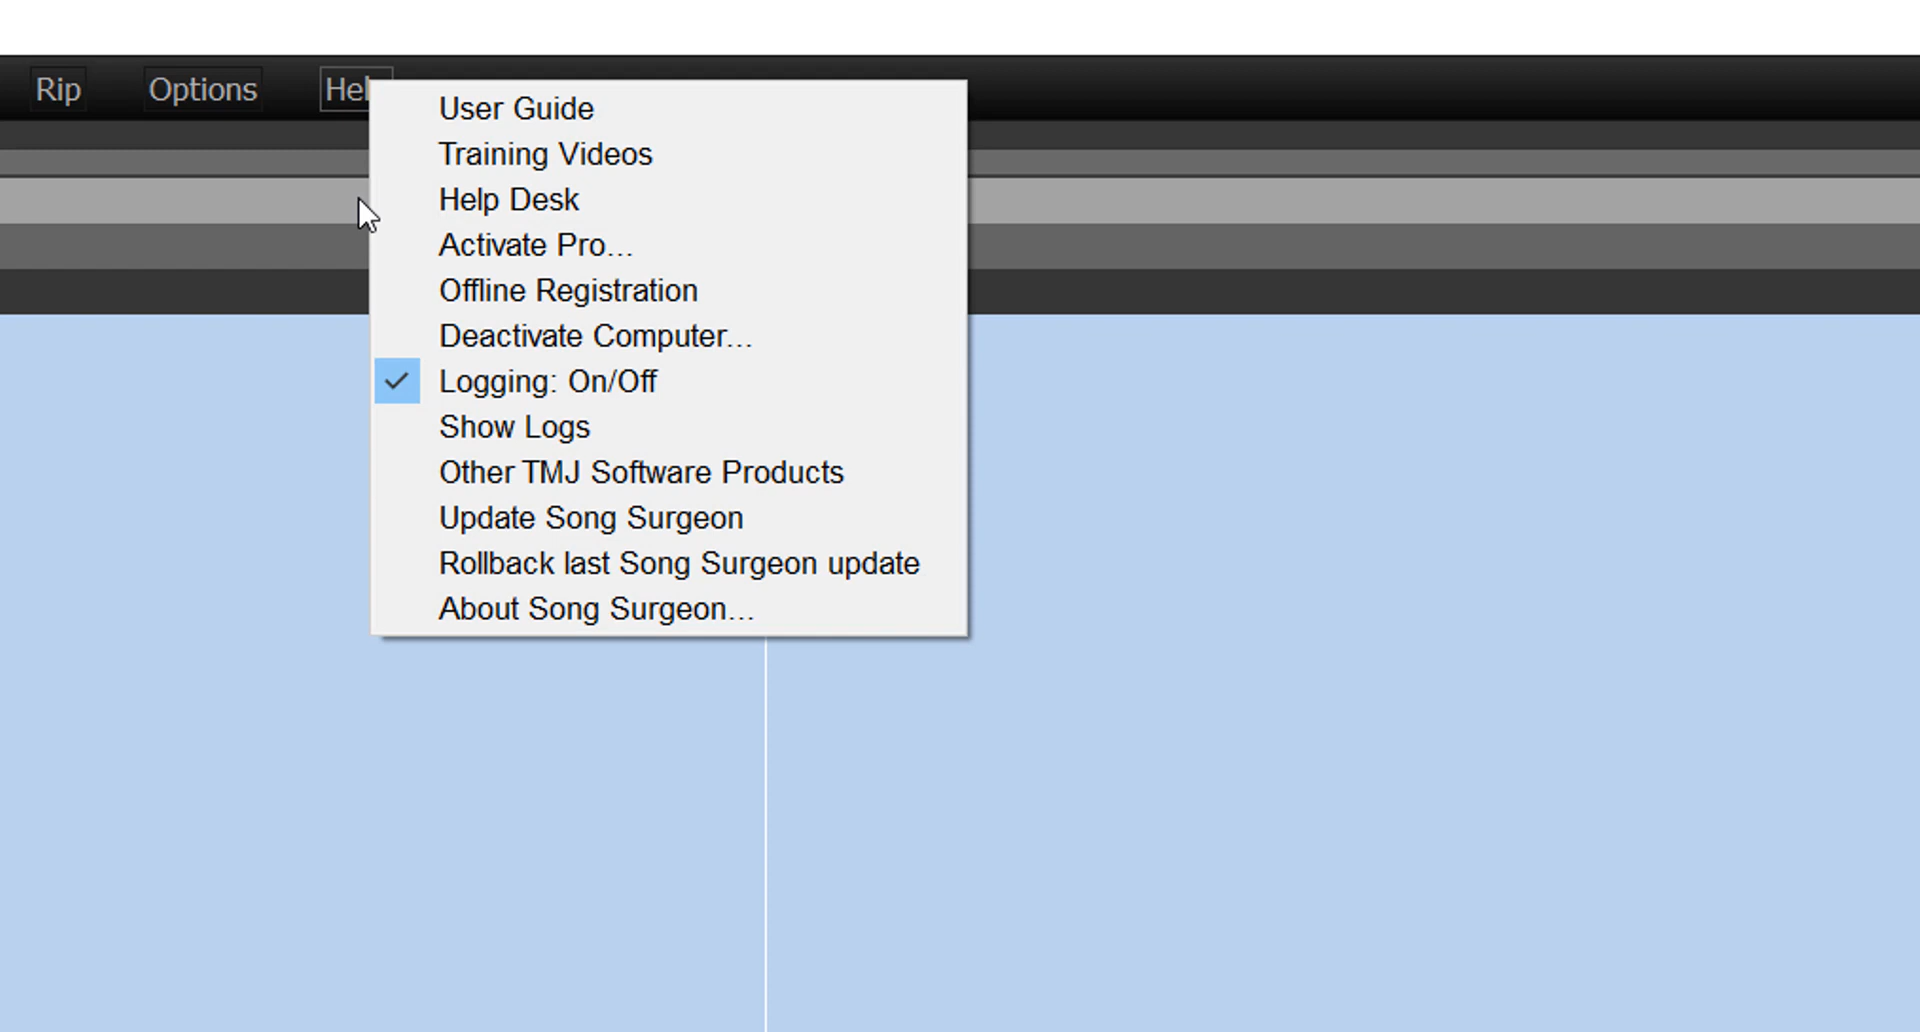 Rip Options Hel
User Guide
Training Videos
Help Desk
Activate Pro...
Offline Registration
Deactivate Computer...
Logging: On/Off
Show Logs
Other TMJ Software Products
Update Song Surgeon
Rollback last Song Surgeon update
About Song Surgeon...